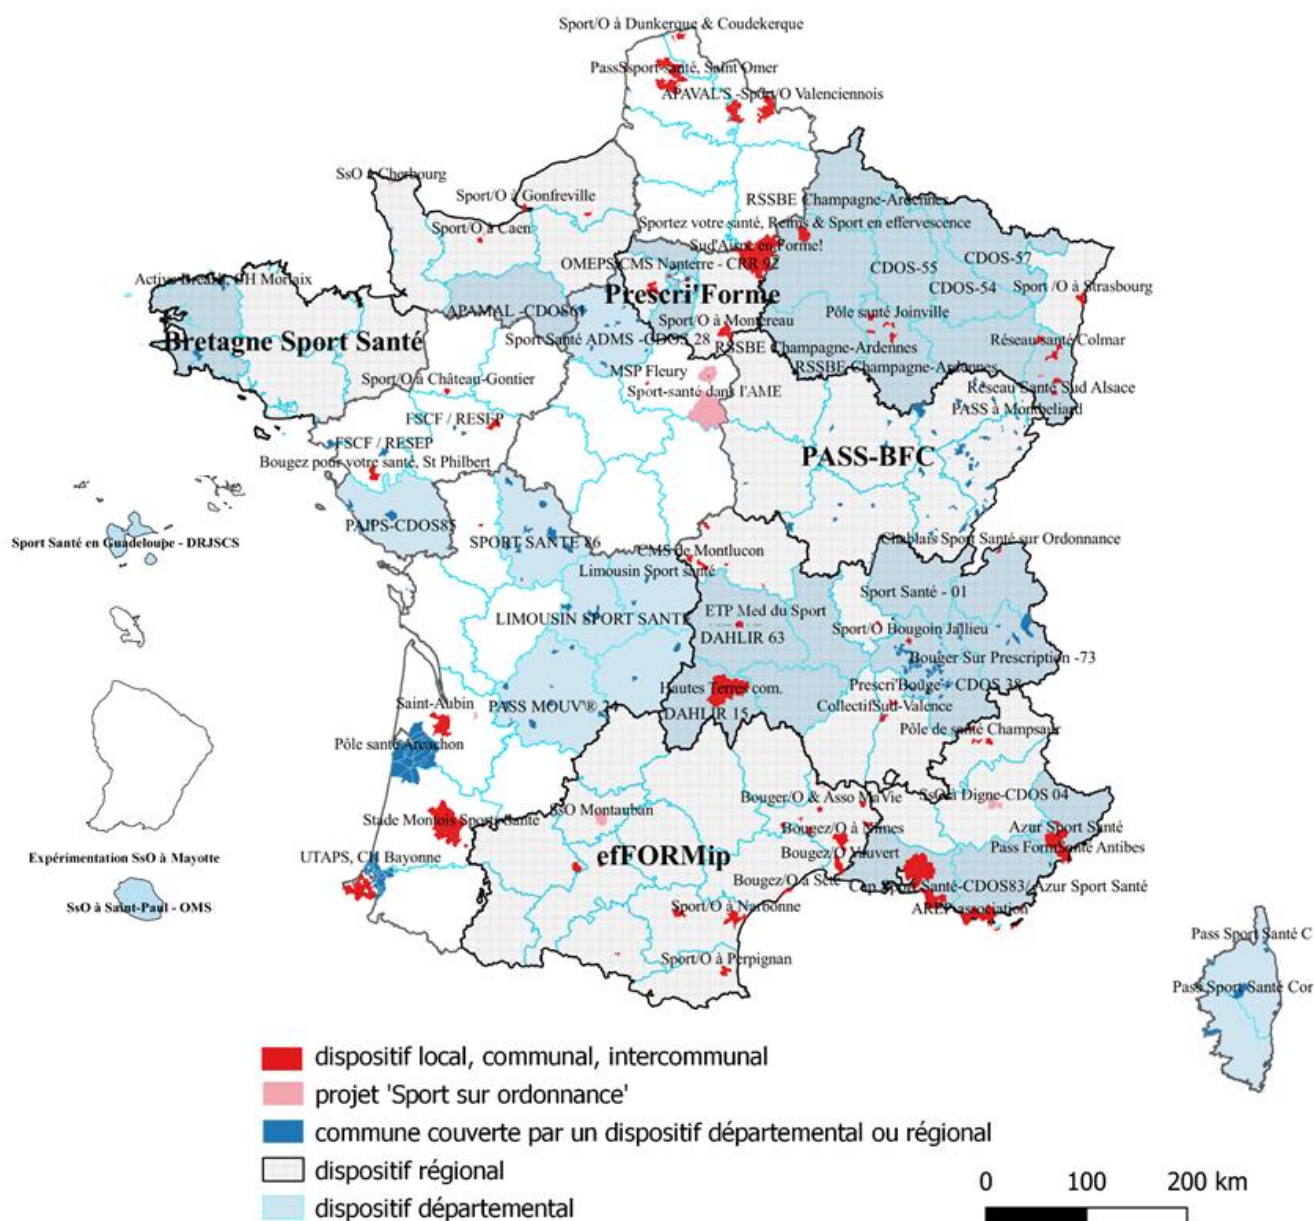 Sport/O à Dunkerque & Coudekerque
PassSsport-santé, Saint Omer
APAVAL'S -Sport/O Valenciennois
SsO à Cherbourg
Sport/O à Gonfreville
RSSBE Champagne-Ardennes
Sport/O à Caen
Sportez votre santé, Reims & Sport en effervescence
Sud'Aisne en Forme!
CDOS-57
OMEPS/CMS Nanterre - CRR 92
CDOS-55
Active Breizh, CH Morlaix
CDOS-54
Sport /O à Strasbourg
Prescri'Forme
APAMAL -CDOS61
Pôle santé Joinville
Sport/O à Montereau
Bretagne Sport Santé
Sport Santé ADMS -CDOS 28
RSSBE Champagne-Ardennes
Réseau santé Colmar
RSSBE Champagne-Ardennes
MSP Fleury
Sport/O à Château-Gontier
Sport-santé dans l'AME
Réseau Santé Sud Alsace
PASS à Montbeliard
FSCF / RESEP
FSCF / RESEP
PASS-BFC
Bougez pour votre santé, St Philbert
PAIPS-CDOS85
Sport Santé en Guadeloupe - DRJSCS
SPORT SANTE 86
Chablais Sport Santé sur Ordonnance
CMS de Montlucon
Limousin Sport santé
Sport Santé - 01
ETP Med du Sport
LIMOUSIN SPORT SANTE
Sport/O Bougoin Jallieu
DAHLIR 63
Bouger Sur Prescription -73
Hautes Terres com.
Prescri'Bouge - CDOS 38
Saint-Aubin
PASS MOUV'® 24
DAHLIR 15
CollectifSud-Valence
Pôle de santé Champsaur
Pôle santé Arcachon
Bouger/O & Asso MaVie
SsO à Digne-CDOS 04
SsO Montauban
Stade Montois Sport-Santé
Bougez/O à Nîmes
Azur Sport Santé
Pass FormSanté Antibes
Expérimentation SsO à Mayotte
UTAPS, CH Bayonne
efFORMip
Bougez/O Vauvert
Bougez/O à Sète
Cap Sport Santé-CDOS83/ Azur Sport Santé
SsO à Saint-Paul - OMS
Sport/O à Narbonne
Pass Sport Santé C
Sport/O à Perpignan
Pass Sport Santé Cor
dispositif local, communal, intercommunal
projet 'Sport sur ordonnance'
commune couverte par un dispositif départemental ou régional
dispositif régional
dispositif départemental
0 100 200 km